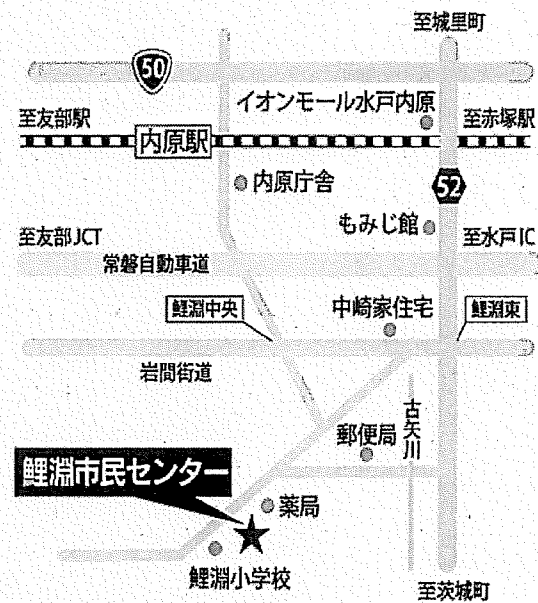 至城里町
50
イオンモール水戸内原
至友部駅
内原駅
至赤塚駅
内原庁舎
52
もみじ館
至友部JCT
至水戸IC
常磐自動車道
鯉淵中央
中崎家住宅
鯉淵東
岩間街道
古矢川
郵便局
鯉淵市民センター
薬局
鯉淵小学校
至茨城町